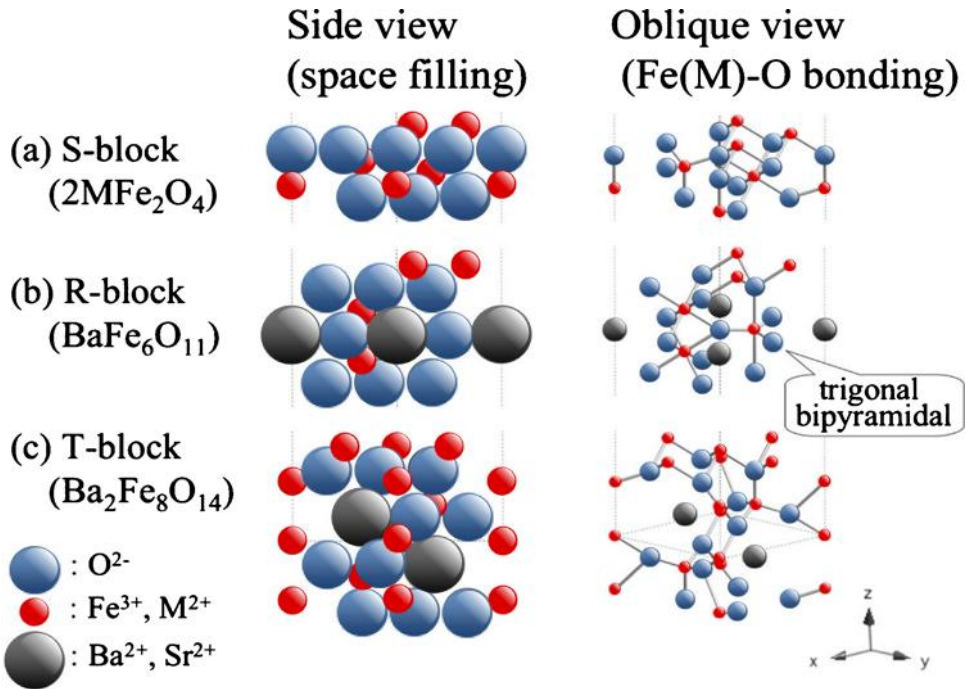 Side view
(space filling)
Oblique view
(Fe(M)-O bonding)
(a) S-block
(2MFe₂O₄)
(b) R-block
(BaFe₆O₁₁)
trigonal
bipyramidal
(c) T-block
(Ba₂Fe₈O₁₄)
: O²⁻
: Fe³⁺, M²⁺
: Ba²⁺, Sr²⁺
z
x
y